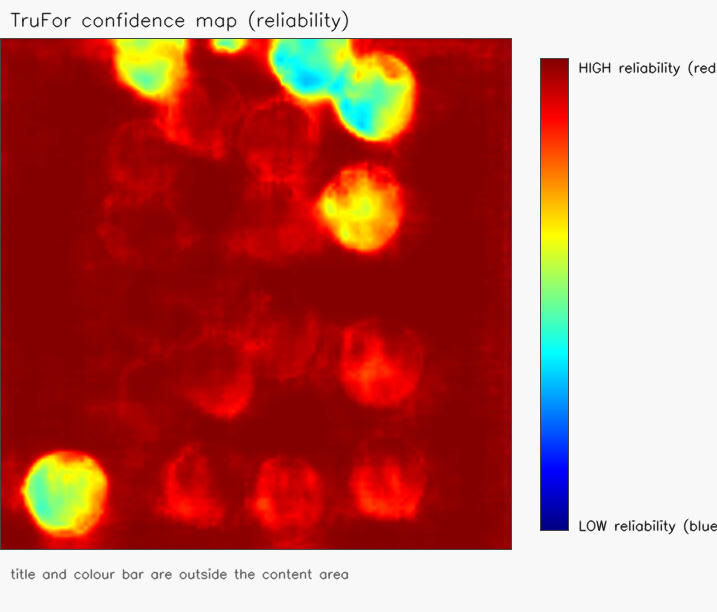 TruFor confidence map (reliability)
HIGH reliability (red
LOW reliability (blue
title and colour bar are outside the content area